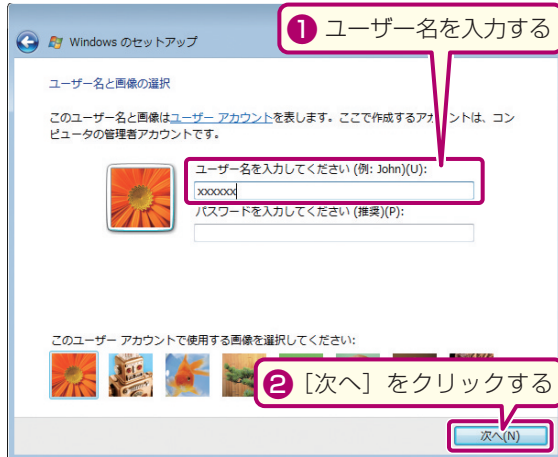 ① ユーザー名を入力する
Windows のセットアップ
ユーザー名と画像の選択
このユーザー名と画像はユーザー アカウントを表します。ここで作成するアカウントは、コン
ピュータの管理者アカウントです。
ユーザー名を入力してください (例: John)(U):
xxxxxx
パスワードを入力してください (推奨)(P):
このユーザー アカウントで使用する画像を選択してください:
② [次へ] をクリックする
次へ(N)